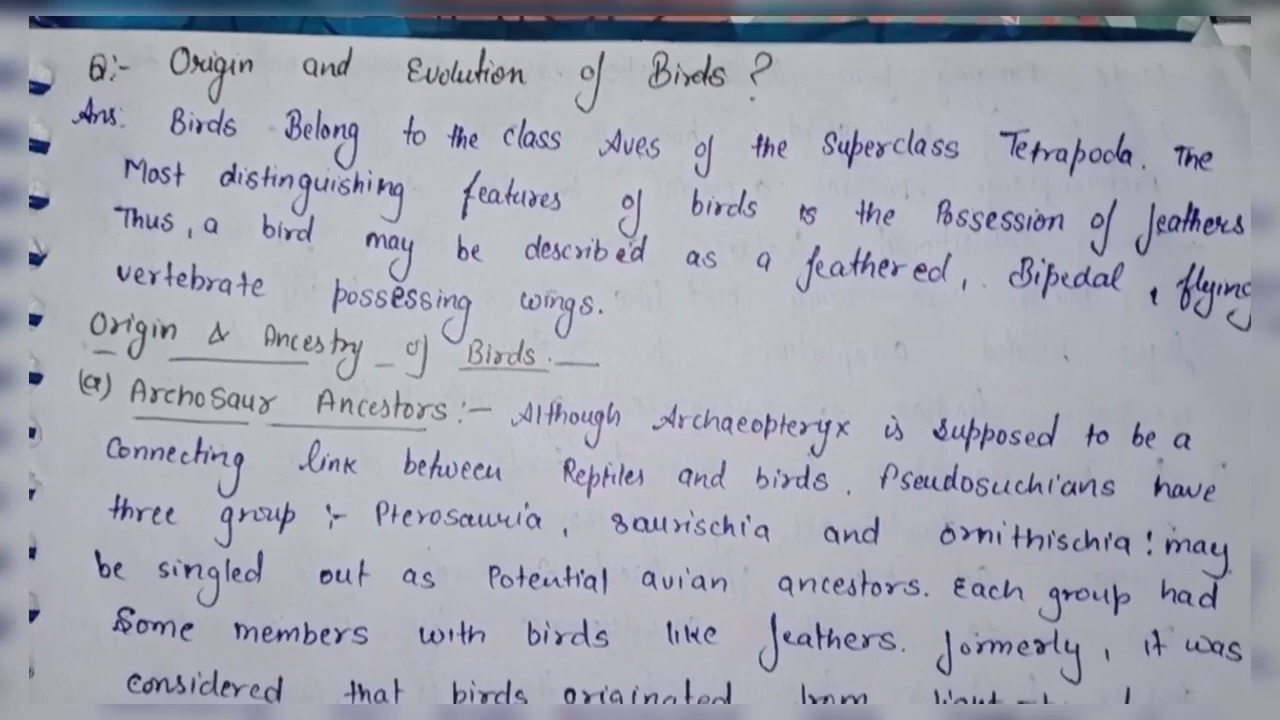 Q:- Origin and Evolution of Birds ?
Ans: Birds Belong to the class Aves of the Superclass Tetrapoda. The
Most distinguishing features of birds is the Possession of feathers
Thus, a bird may be described as a feathered, Bipedal, flying
vertebrate possessing wings.
Origin & Ancestry of Birds.
(a) Archosaur Ancestors:- Although Archaeopteryx is supposed to be a
Connecting link between Reptiles and birds. Pseudosuchians have
three group :- Pterosauria, saurischia and ornithischia! may
be singled out as Potential avian ancestors. Each group had
Some members with birds like feathers. formerly, it was
considered that birds originated from